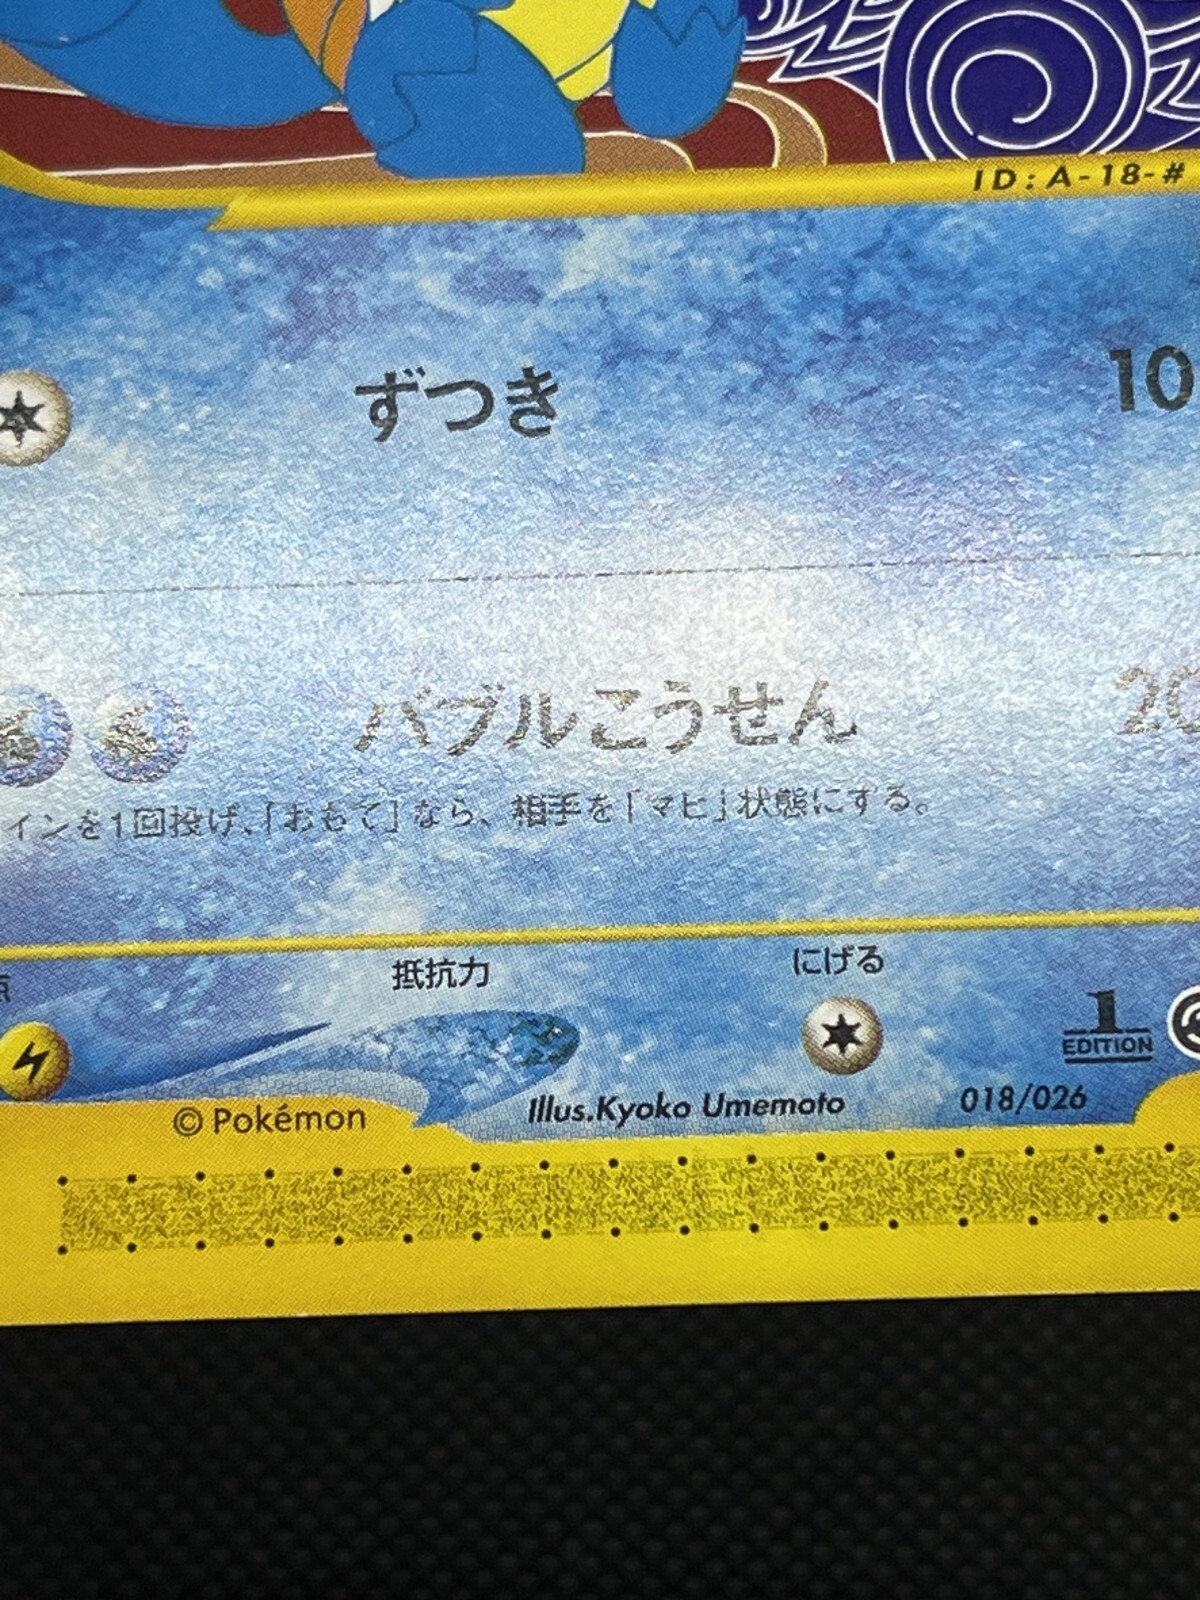 ID:A-18-#
ずつき 10
バブルこうせん 20
インを1回投げ、「おもて」なら、相手を「マヒ」状態にする。
抵抗力 にげる
1
EDITION
© Pokémon Illus.Kyoko Umemoto 018/026